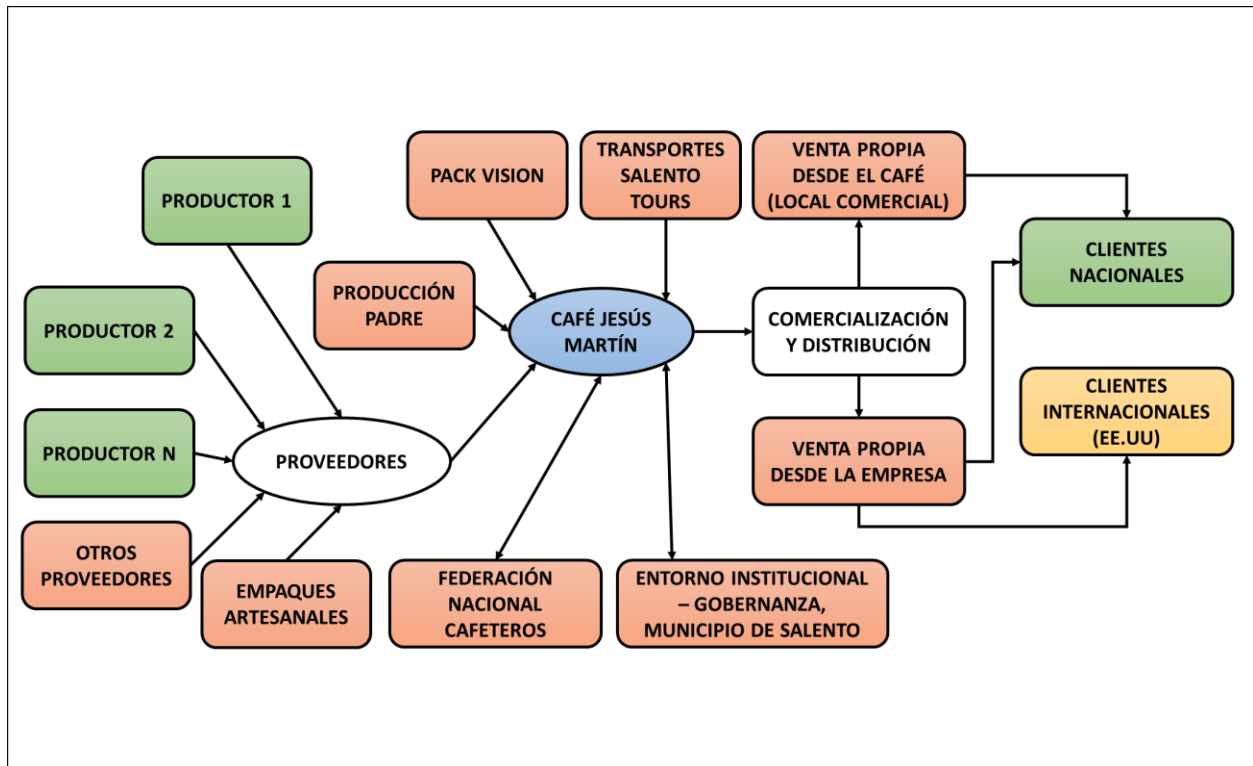 PRODUCTOR 1
PRODUCTOR 2
PRODUCTOR N
OTROS
PROVEEDORES
EMPAQUES
ARTESANALES
PROVEEDORES
PRODUCCIÓN
PADRE
PACK VISION
TRANSPORTES
SALENTO
TOURS
CAFÉ JESÚS
MARTÍN
FEDERACIÓN
NACIONAL
CAFETEROS
ENTORNO INSTITUCIONAL
– GOBERNANZA,
MUNICIPIO DE SALENTO
VENTA PROPIA
DESDE EL CAFÉ
(LOCAL COMERCIAL)
COMERCIALIZACIÓN
Y DISTRIBUCIÓN
VENTA PROPIA
DESDE LA EMPRESA
CLIENTES
NACIONALES
CLIENTES
INTERNACIONALES
(EE.UU)